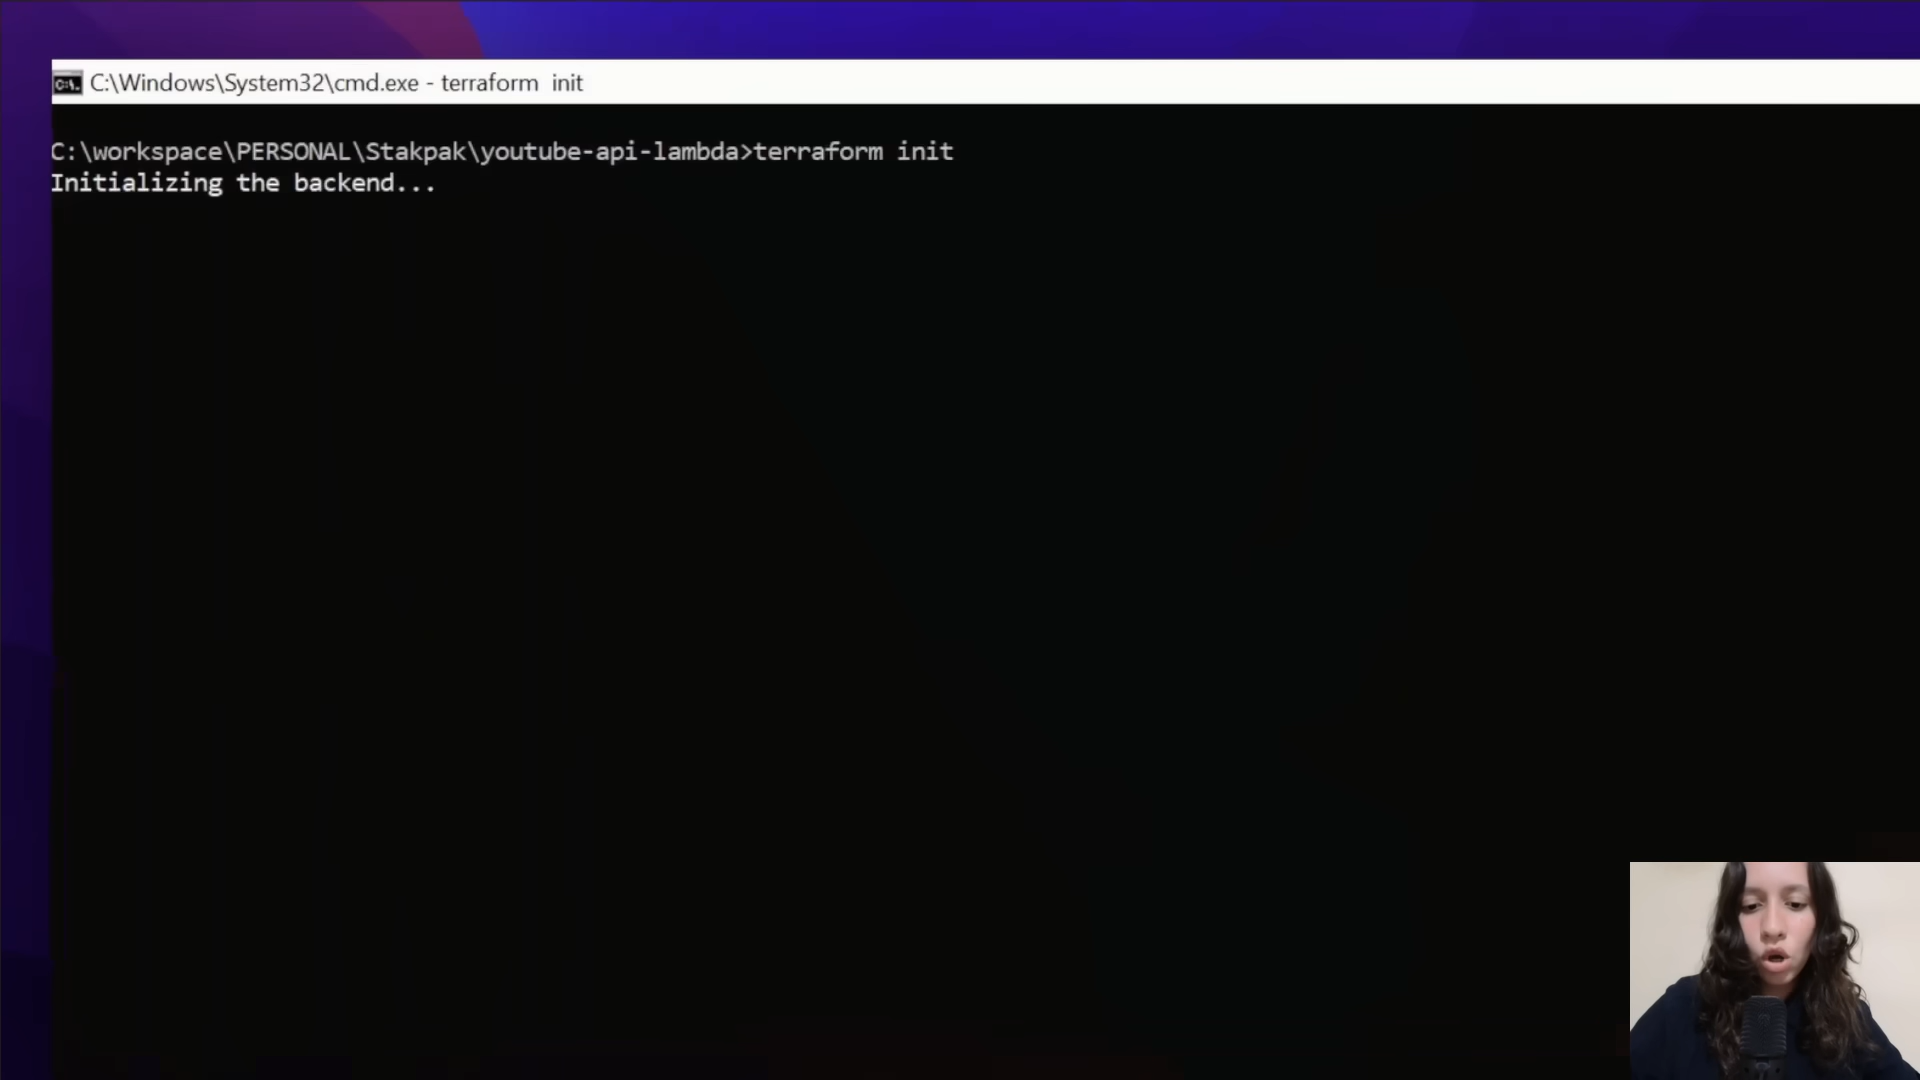 C:\Windows\System32\cmd.exe - terraform  init
C:\workspace\PERSONAL\Stakpak\youtube-api-lambda>terraform init
Initializing the backend...